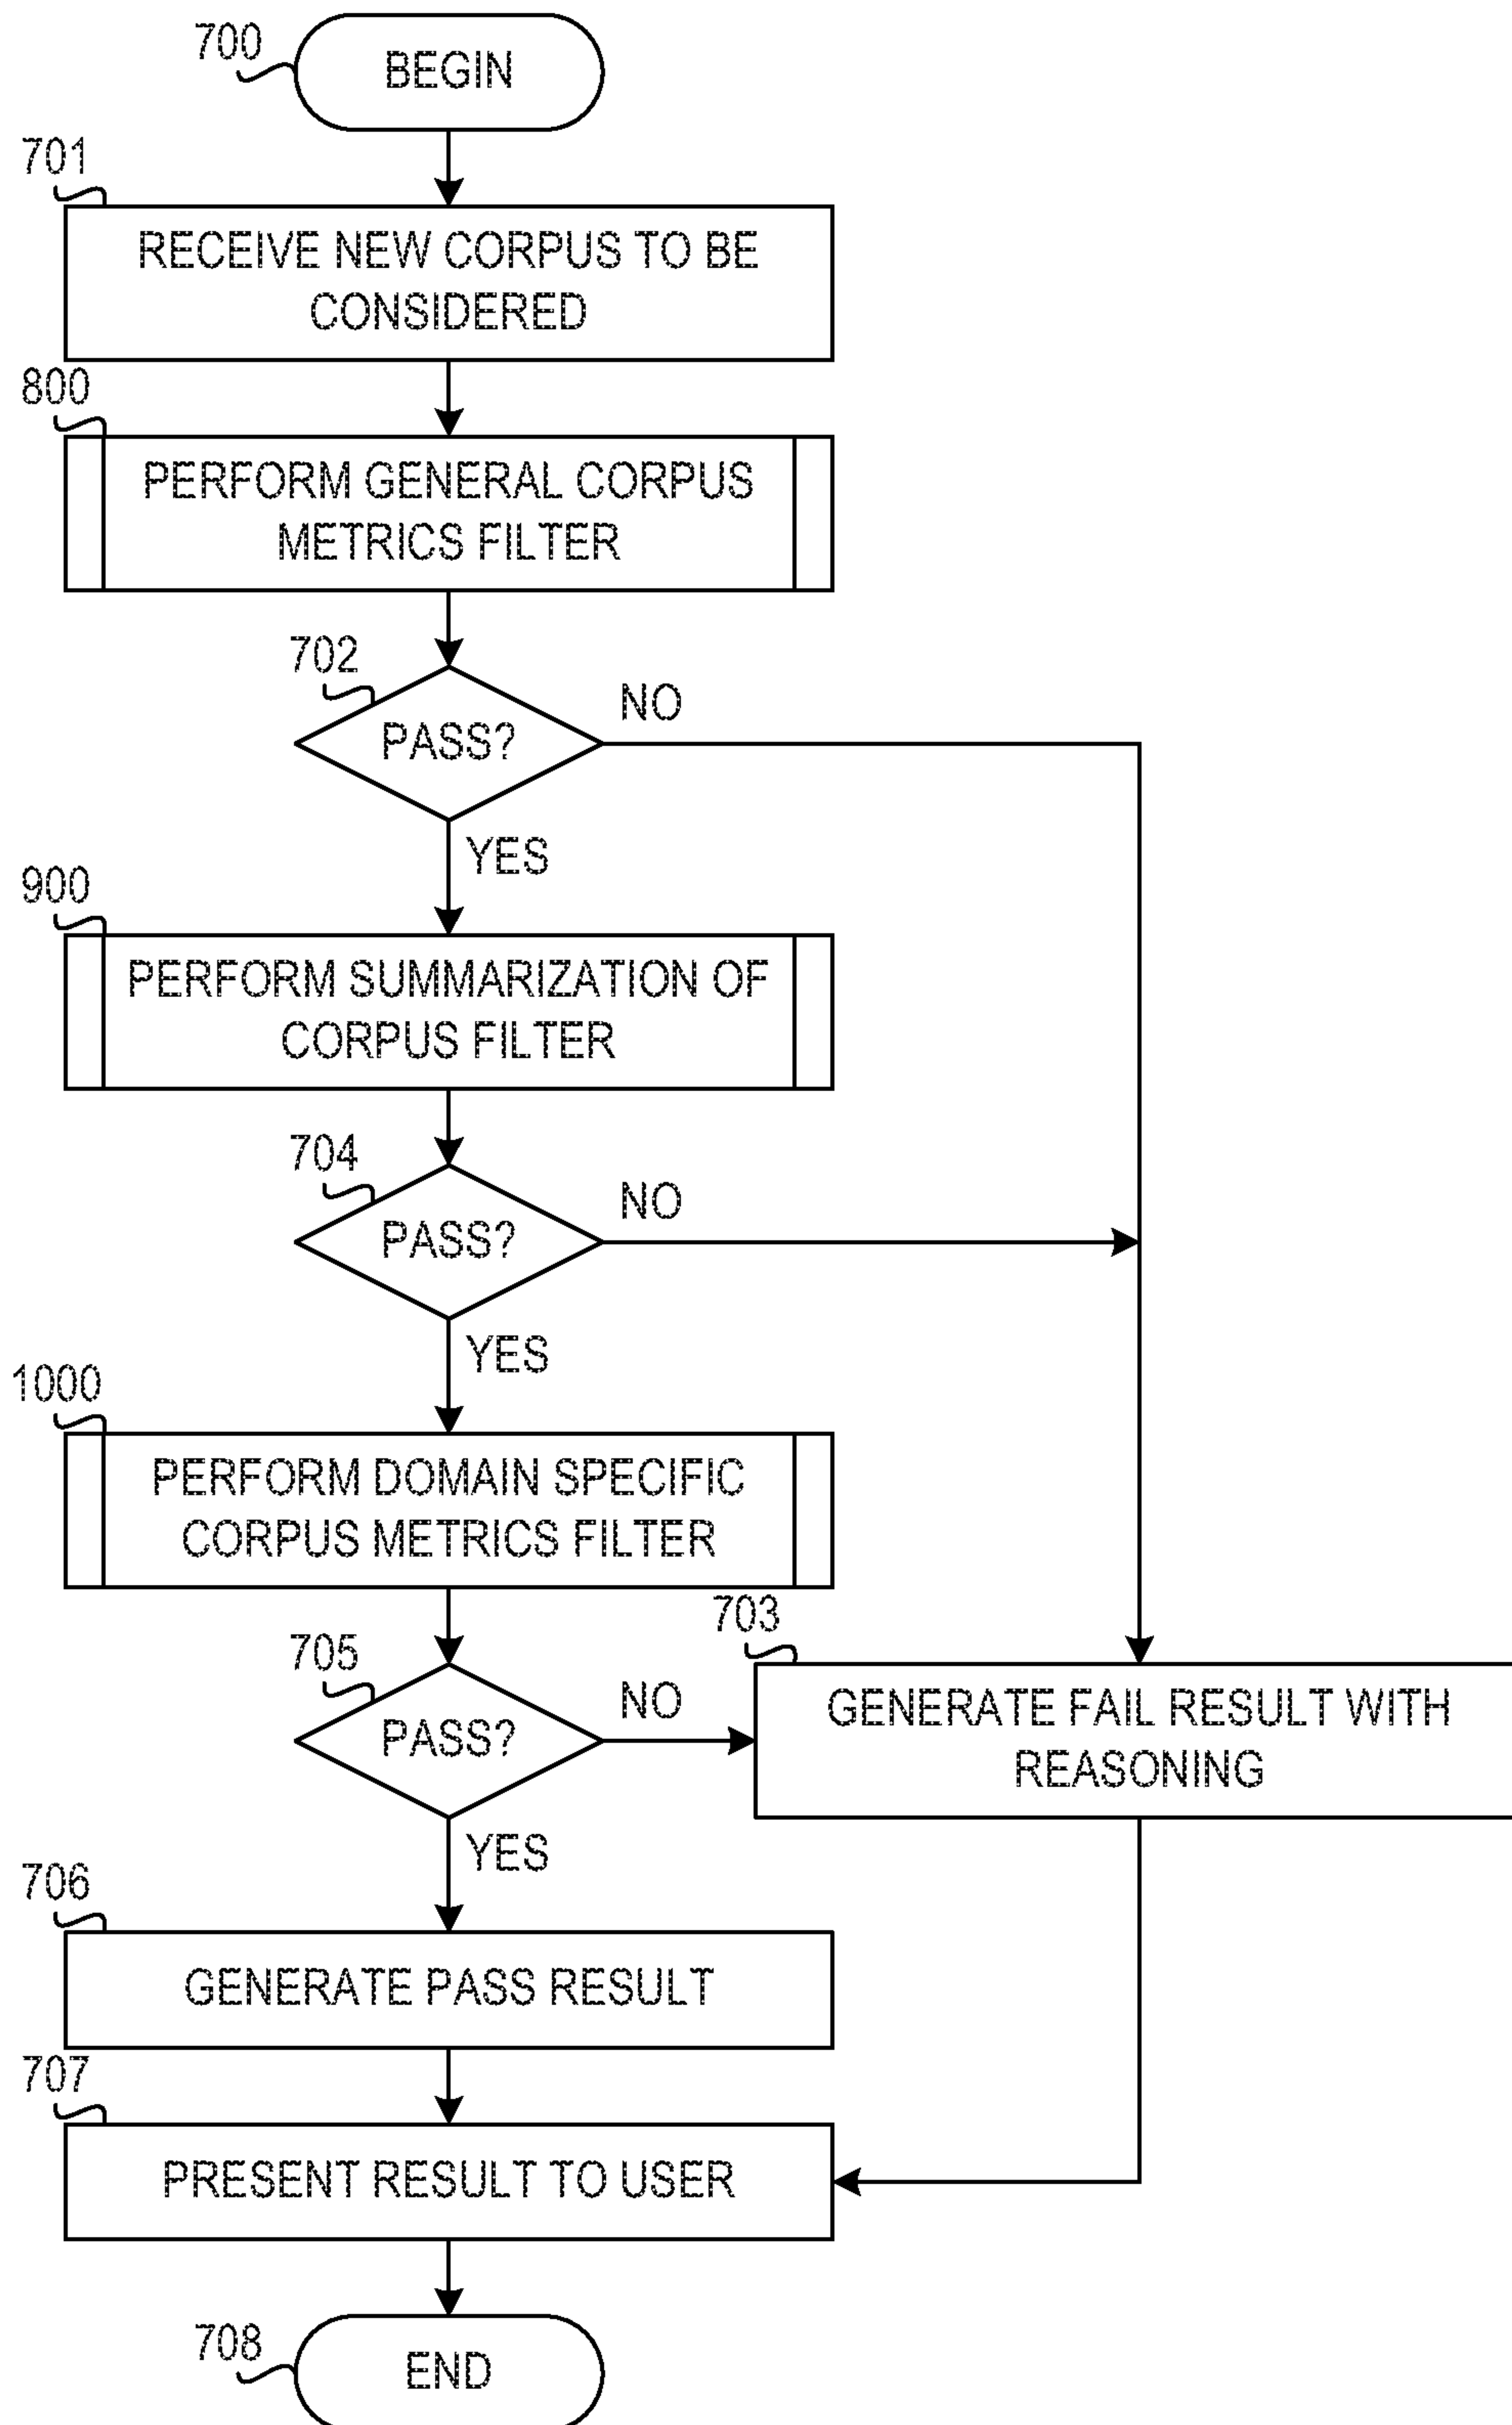 700
BEGIN
701
RECEIVE NEW CORPUS TO BE
CONSIDERED
800
PERFORM GENERAL CORPUS
METRICS FILTER
702
PASS?
NO
YES
900
PERFORM SUMMARIZATION OF
CORPUS FILTER
704
PASS?
NO
YES
1000
PERFORM DOMAIN SPECIFIC
CORPUS METRICS FILTER
705
PASS?
NO
703
GENERATE FAIL RESULT WITH
REASONING
YES
706
GENERATE PASS RESULT
707
PRESENT RESULT TO USER
708
END